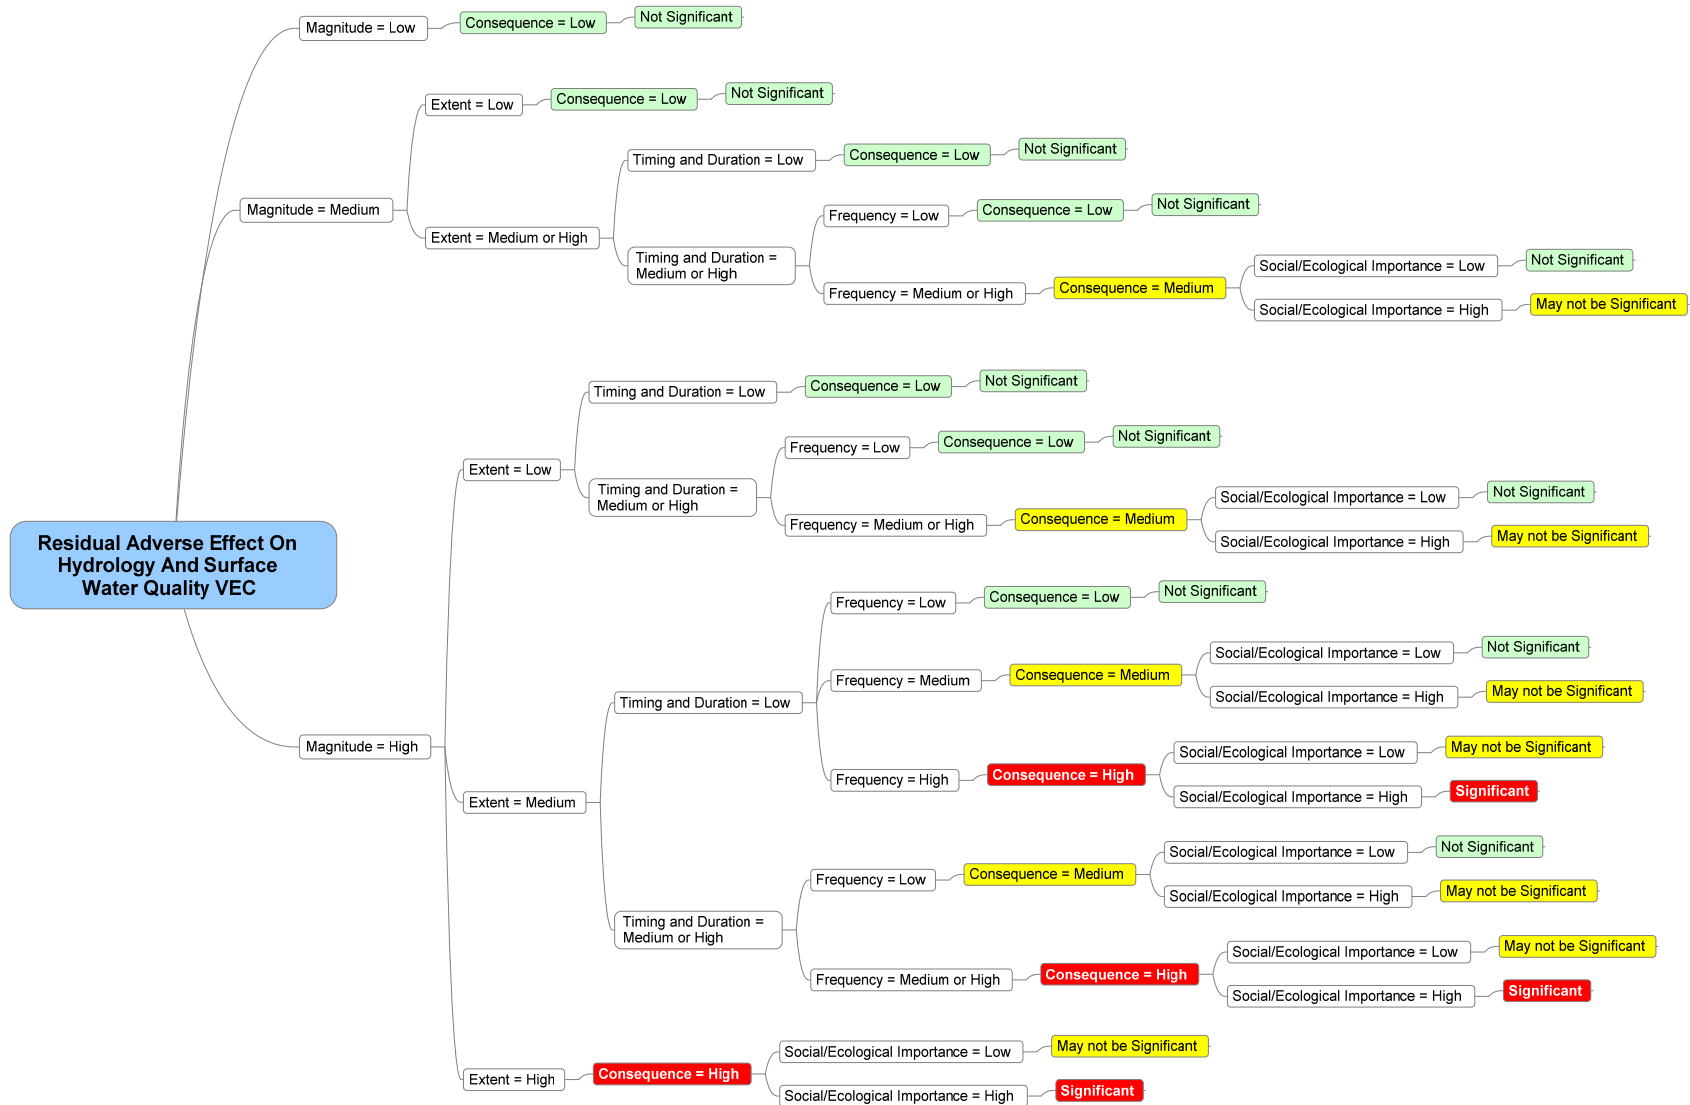 Magnitude = Low
Consequence = Low
Not Significant
Extent = Low
Consequence = Low
Not Significant
Timing and Duration = Low
Consequence = Low
Not Significant
Magnitude = Medium
Frequency = Low
Consequence = Low
Not Significant
Extent = Medium or High
Timing and Duration =
Medium or High
Social/Ecological Importance = Low
Not Significant
Frequency = Medium or High
Consequence = Medium
Social/Ecological Importance = High
May not be Significant
Timing and Duration = Low
Consequence = Low
Not Significant
Frequency = Low
Consequence = Low
Not Significant
Extent = Low
Timing and Duration =
Medium or High
Social/Ecological Importance = Low
Not Significant
Frequency = Medium or High
Consequence = Medium
Social/Ecological Importance = High
May not be Significant
Residual Adverse Effect On
Hydrology And Surface
Water Quality VEC
Frequency = Low
Consequence = Low
Not Significant
Social/Ecological Importance = Low
Not Significant
Frequency = Medium
Consequence = Medium
Social/Ecological Importance = High
May not be Significant
Timing and Duration = Low
Magnitude = High
Social/Ecological Importance = Low
May not be Significant
Frequency = High
Consequence = High
Social/Ecological Importance = High
Significant
Extent = Medium
Social/Ecological Importance = Low
Not Significant
Frequency = Low
Consequence = Medium
Social/Ecological Importance = High
May not be Significant
Timing and Duration =
Medium or High
Social/Ecological Importance = Low
May not be Significant
Frequency = Medium or High
Consequence = High
Social/Ecological Importance = High
Significant
Social/Ecological Importance = Low
May not be Significant
Extent = High
Consequence = High
Social/Ecological Importance = High
Significant